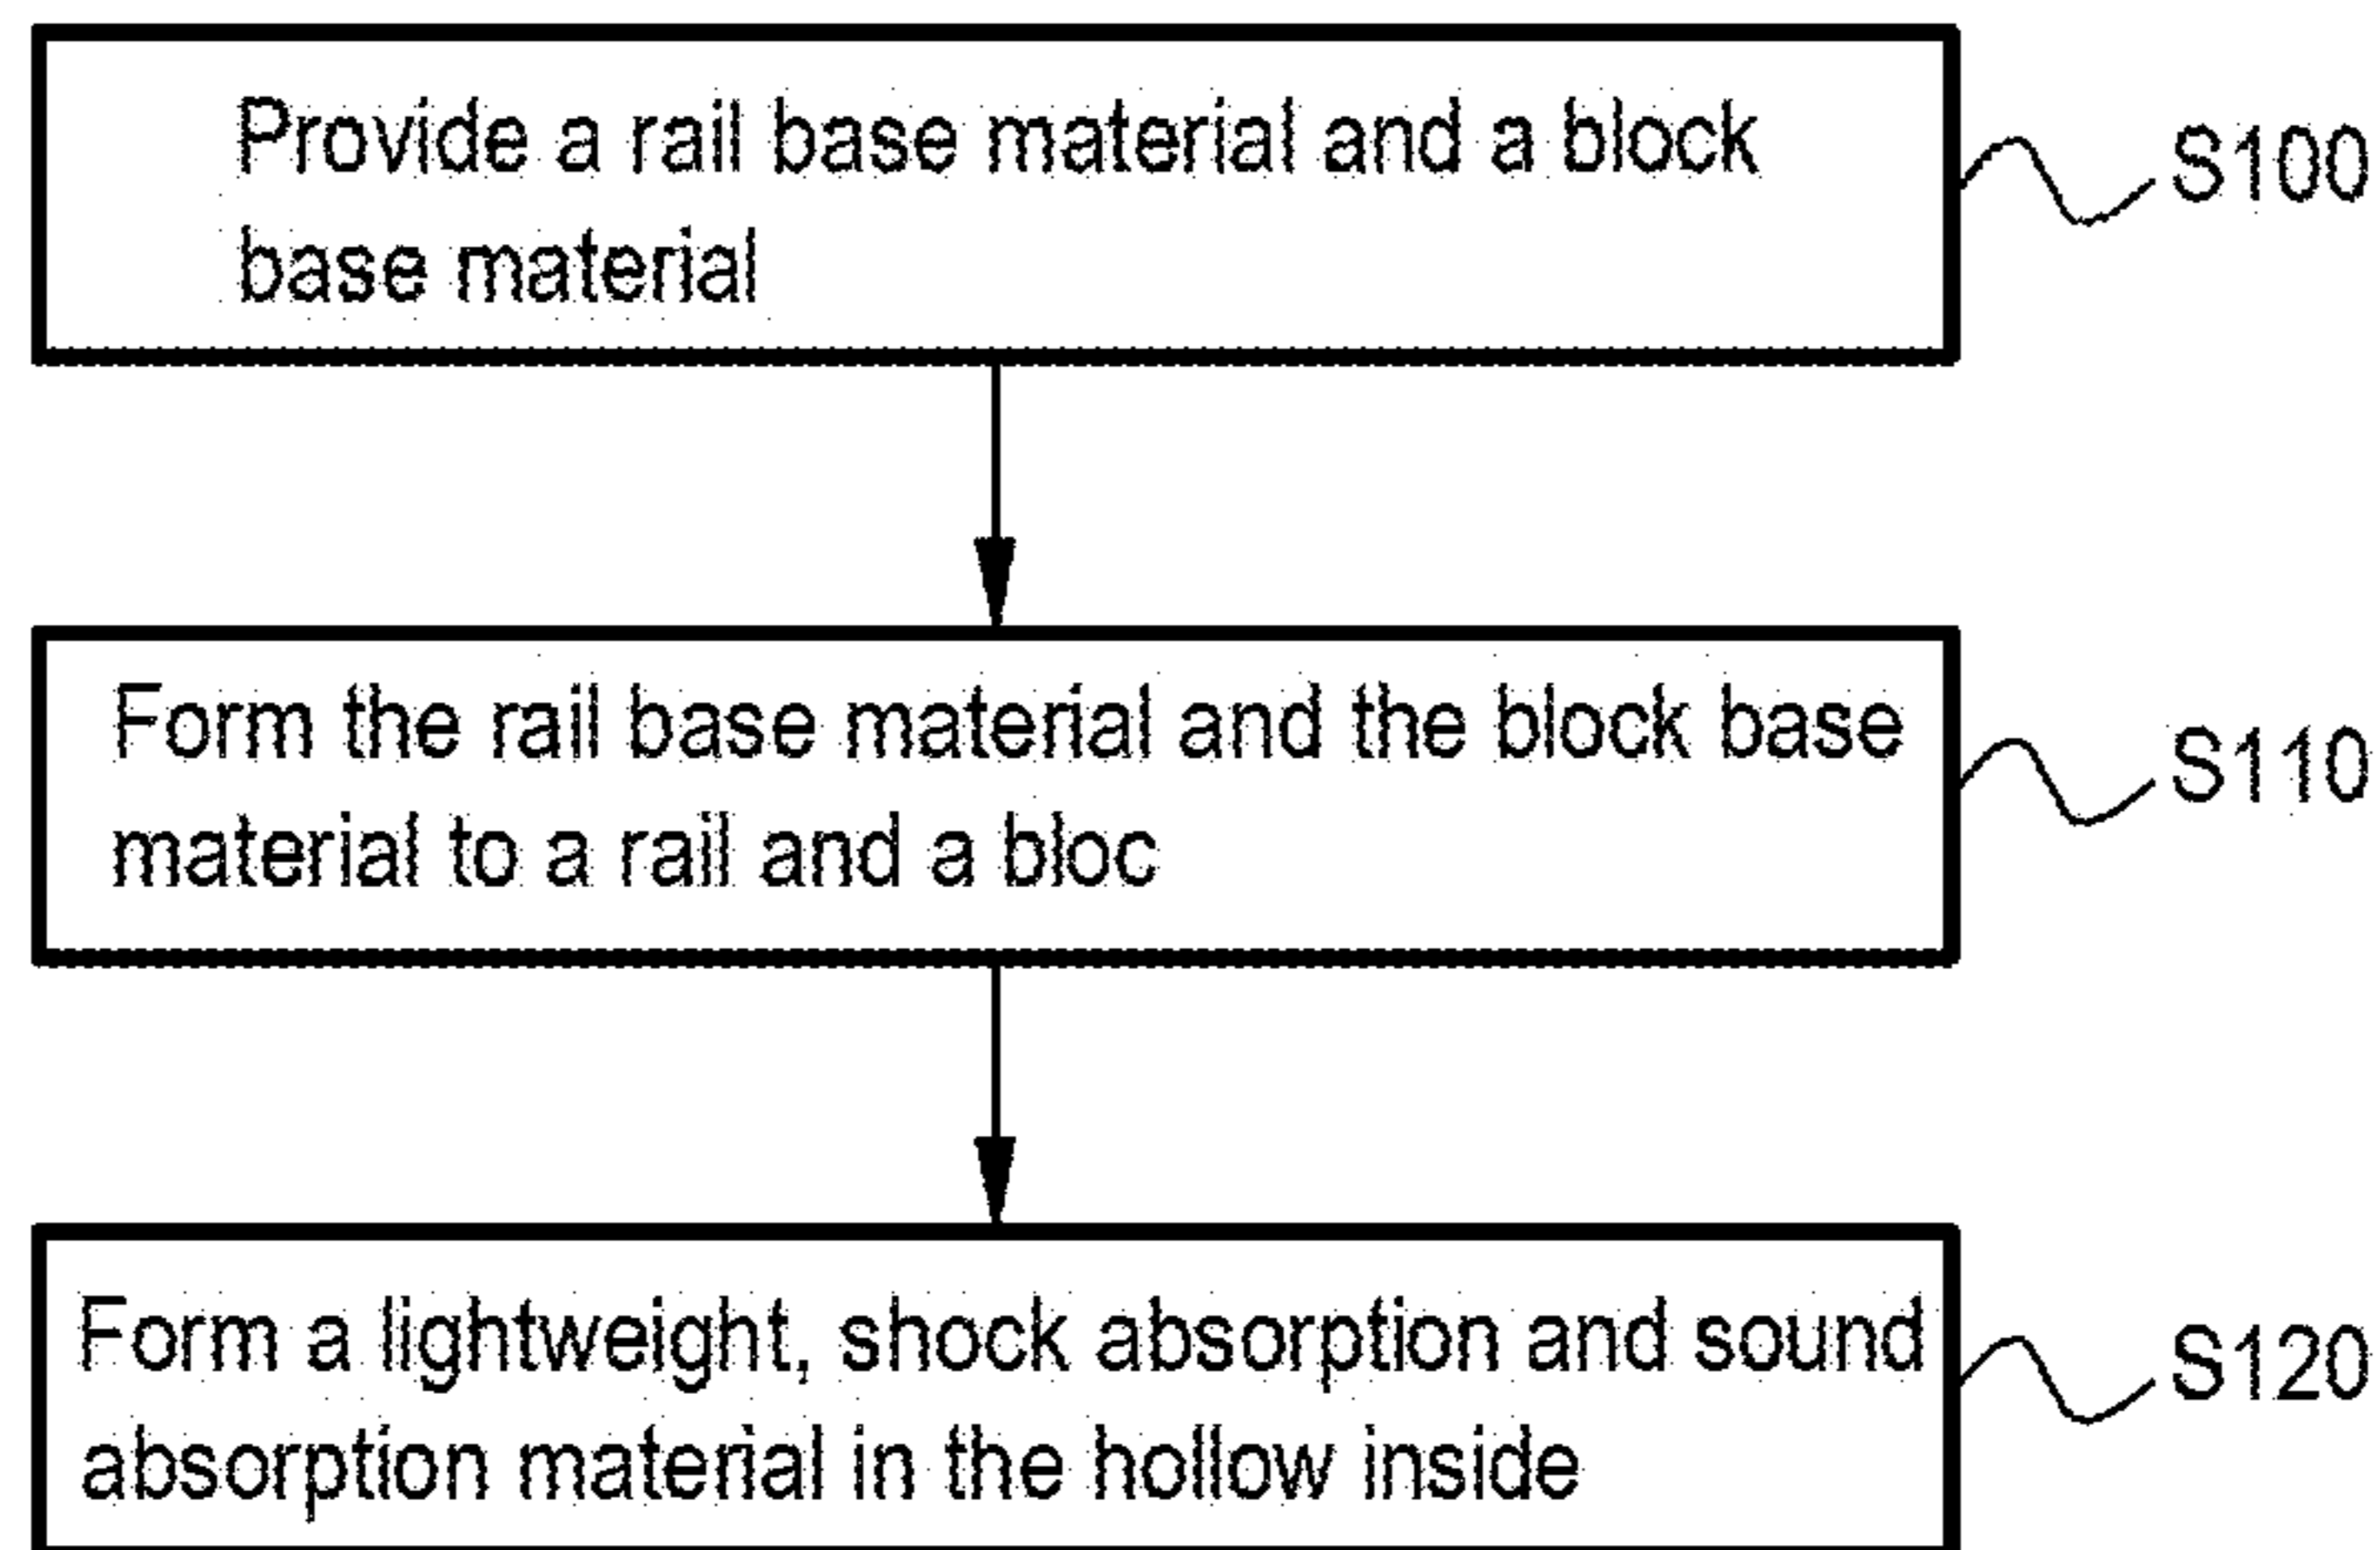 Provide a rail base material and a block
base material
S100
Form the rail base material and the block base
material to a rail and a bloc
S110
Form a lightweight, shock absorption and sound
absorption material in the hollow inside
S120